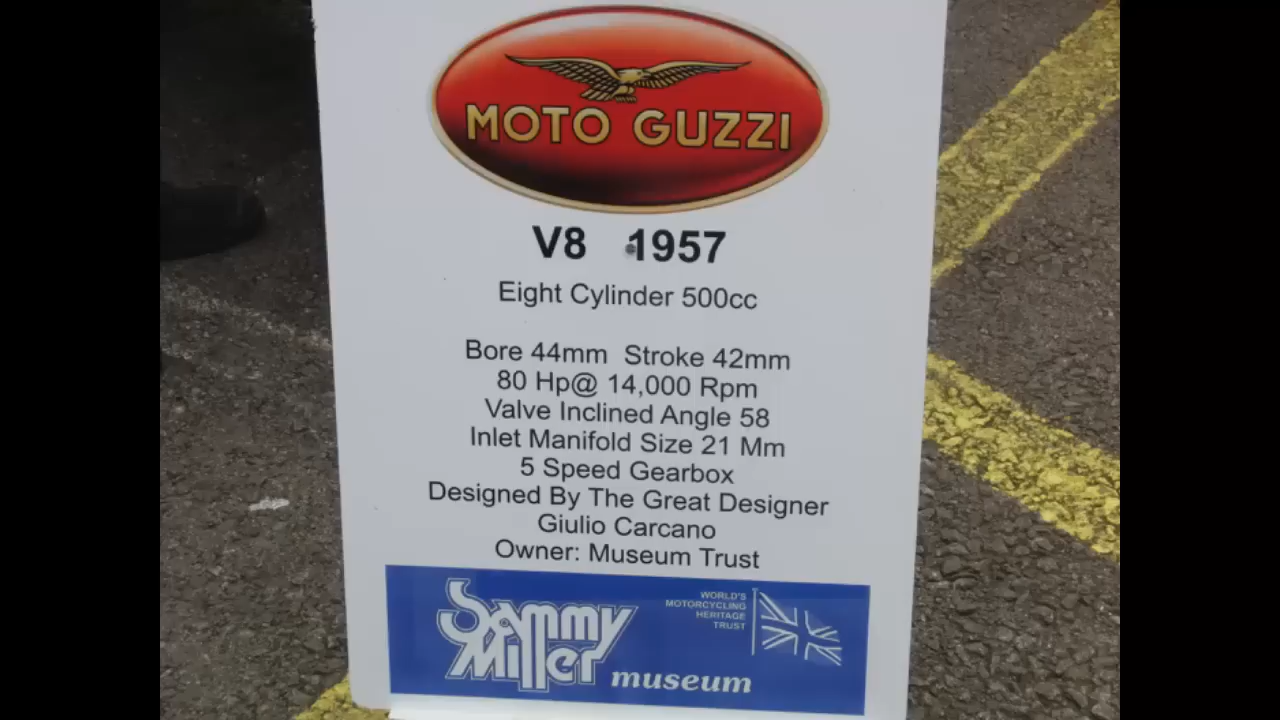 MOTO GUZZI
V8 1957
Eight Cylinder 500cc
Bore 44mm Stroke 42mm
80 Hp@ 14,000 Rpm
Valve Inclined Angle 58
Inlet Manifold Size 21 Mm
5 Speed Gearbox
Designed By The Great Designer
Giulio Carcano
Owner: Museum Trust
Sammy
Miller
museum
WORLD'S
MOTORCYCLING
HERITAGE
TRUST